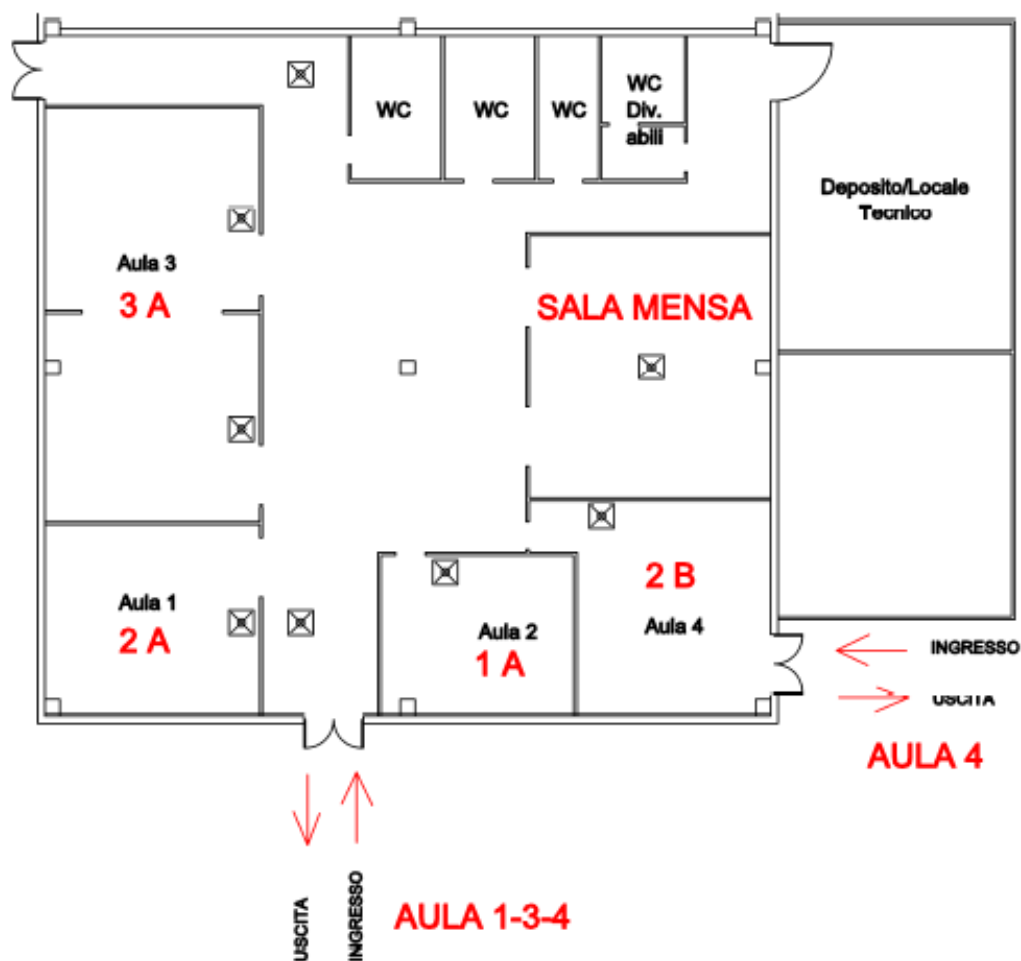 WC
WC
WC
WC
Div.
abili
Deposito/Locale
Tecnico
Aula 3
3 A
SALA MENSA
Aula 1
2 A
Aula 2
1 A
2 B
Aula 4
INGRESSO
USCITA
AULA 4
USCITA
INGRESSO
AULA 1-3-4